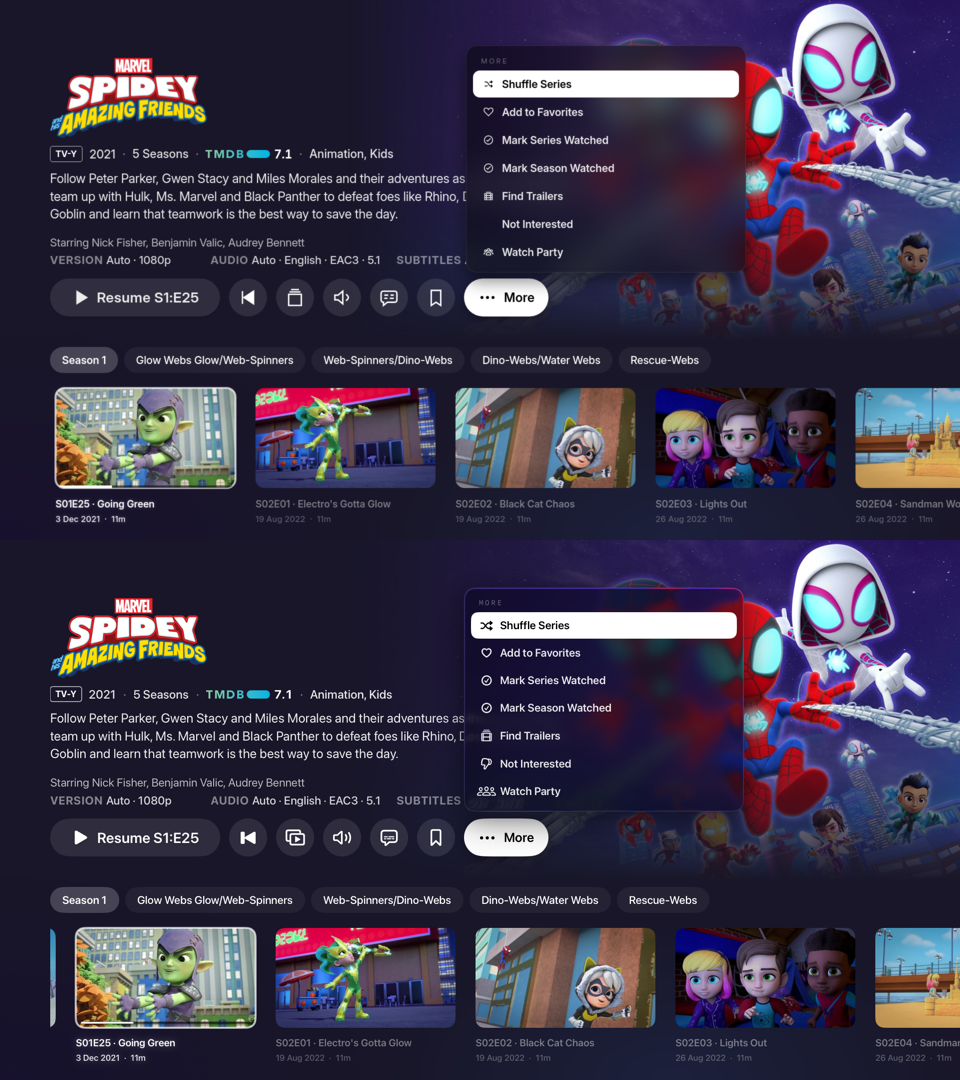 MARVEL
SPIDEY
and his AMAZING FRIENDS
TV-Y 2021 · 5 Seasons · TMDB 7.1 · Animation, Kids
Follow Peter Parker, Gwen Stacy and Miles Morales and their adventures as
team up with Hulk, Ms. Marvel and Black Panther to defeat foes like Rhino,
Goblin and learn that teamwork is the best way to save the day.
Starring Nick Fisher, Benjamin Valic, Audrey Bennett
VERSION Auto · 1080p AUDIO Auto · English · EAC3 · 5.1 SUBTITLES
MORE
Shuffle Series
Add to Favorites
Mark Series Watched
Mark Season Watched
Find Trailers
Not Interested
Watch Party
Resume S1:E25
More
Season 1 Glow Webs Glow/Web-Spinners Web-Spinners/Dino-Webs Dino-Webs/Water Webs Rescue-Webs
S01E25 · Going Green
3 Dec 2021 · 11m
S02E01 · Electro's Gotta Glow
19 Aug 2022 · 11m
S02E02 · Black Cat Chaos
19 Aug 2022 · 11m
S02E03 · Lights Out
26 Aug 2022 · 11m
S02E04 · Sandman Wo
26 Aug 2022 · 11m
MARVEL
SPIDEY
and his AMAZING FRIENDS
TV-Y 2021 · 5 Seasons · TMDB 7.1 · Animation, Kids
Follow Peter Parker, Gwen Stacy and Miles Morales and their adventures as
team up with Hulk, Ms. Marvel and Black Panther to defeat foes like Rhino,
Goblin and learn that teamwork is the best way to save the day.
Starring Nick Fisher, Benjamin Valic, Audrey Bennett
VERSION Auto · 1080p AUDIO Auto · English · EAC3 · 5.1 SUBTITLES
MORE
Shuffle Series
Add to Favorites
Mark Series Watched
Mark Season Watched
Find Trailers
Not Interested
Watch Party
Resume S1:E25
More
Season 1 Glow Webs Glow/Web-Spinners Web-Spinners/Dino-Webs Dino-Webs/Water Webs Rescue-Webs
S01E25 · Going Green
3 Dec 2021 · 11m
S02E01 · Electro's Gotta Glow
19 Aug 2022 · 11m
S02E02 · Black Cat Chaos
19 Aug 2022 · 11m
S02E03 · Lights Out
26 Aug 2022 · 11m
S02E04 · Sandma
26 Aug 2022 · 11m